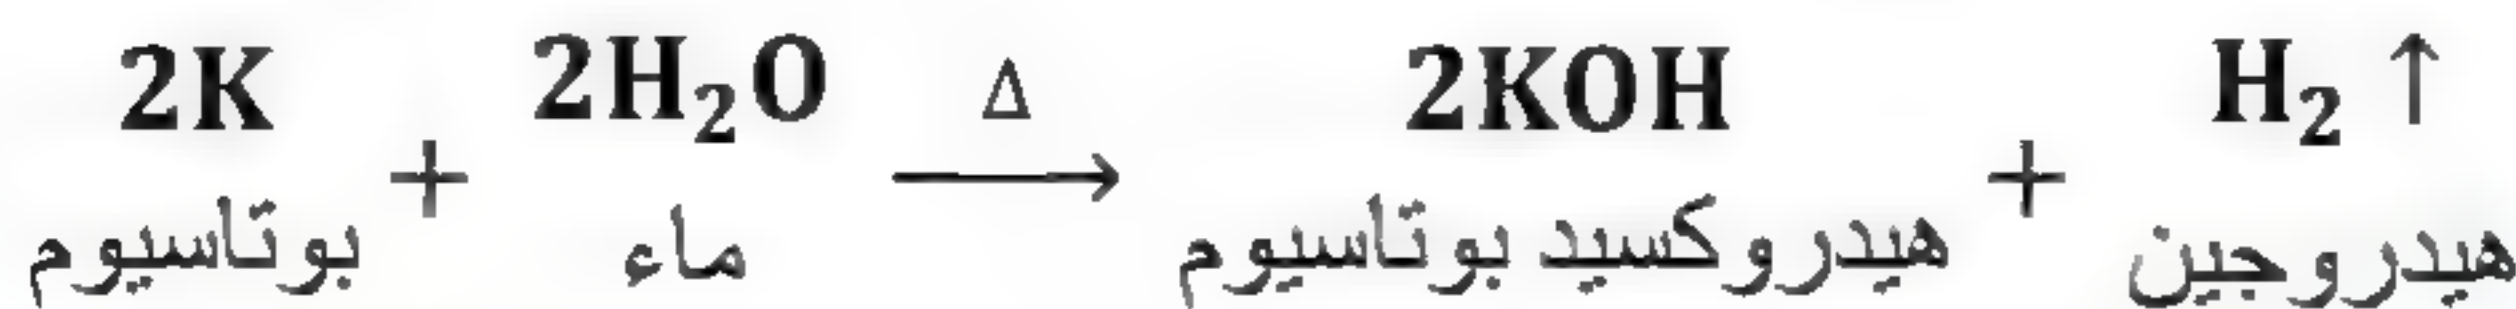 2K + 2H₂O Δ → 2KOH + H₂ ↑
بوتاسيوم ماء هيدروكسيد بوتاسيوم هيدروجين